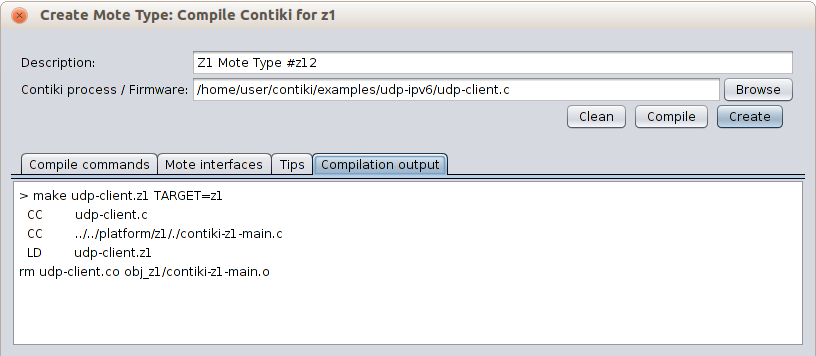 Create Mote Type: Compile Contiki for z1
Description: Z1 Mote Type #z12
Contiki process / Firmware: /home/user/contiki/examples/udp-ipv6/udp-client.c Browse
Clean Compile Create
Compile commands Mote interfaces Tips Compilation output
> make udp-client.z1 TARGET=z1
CC udp-client.c
CC ../../platform/z1/./contiki-z1-main.c
LD udp-client.z1
rm udp-client.co obj_z1/contiki-z1-main.o